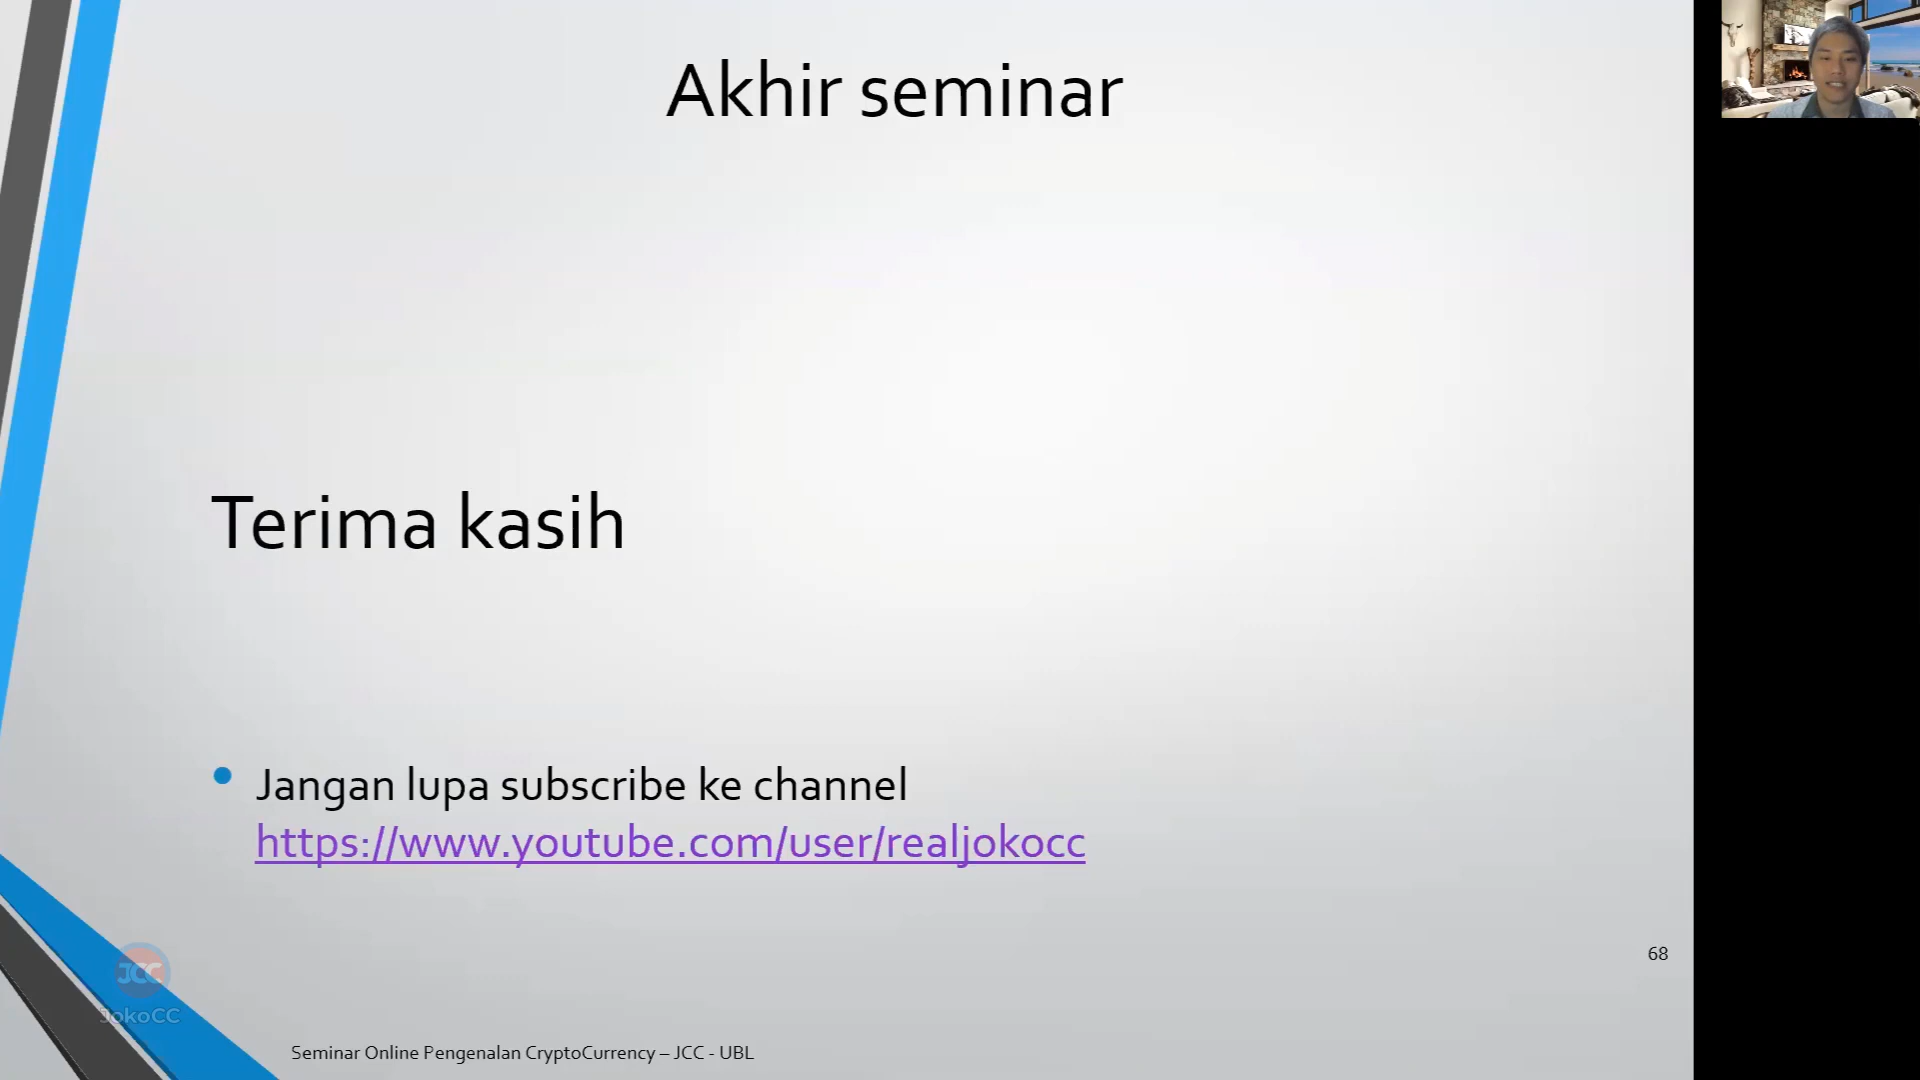 Akhir seminar
Terima kasih
Jangan lupa subscribe ke channel
https://www.youtube.com/user/realjokocc
68
JCC
JokoCC
Seminar Online Pengenalan CryptoCurrency – JCC - UBL